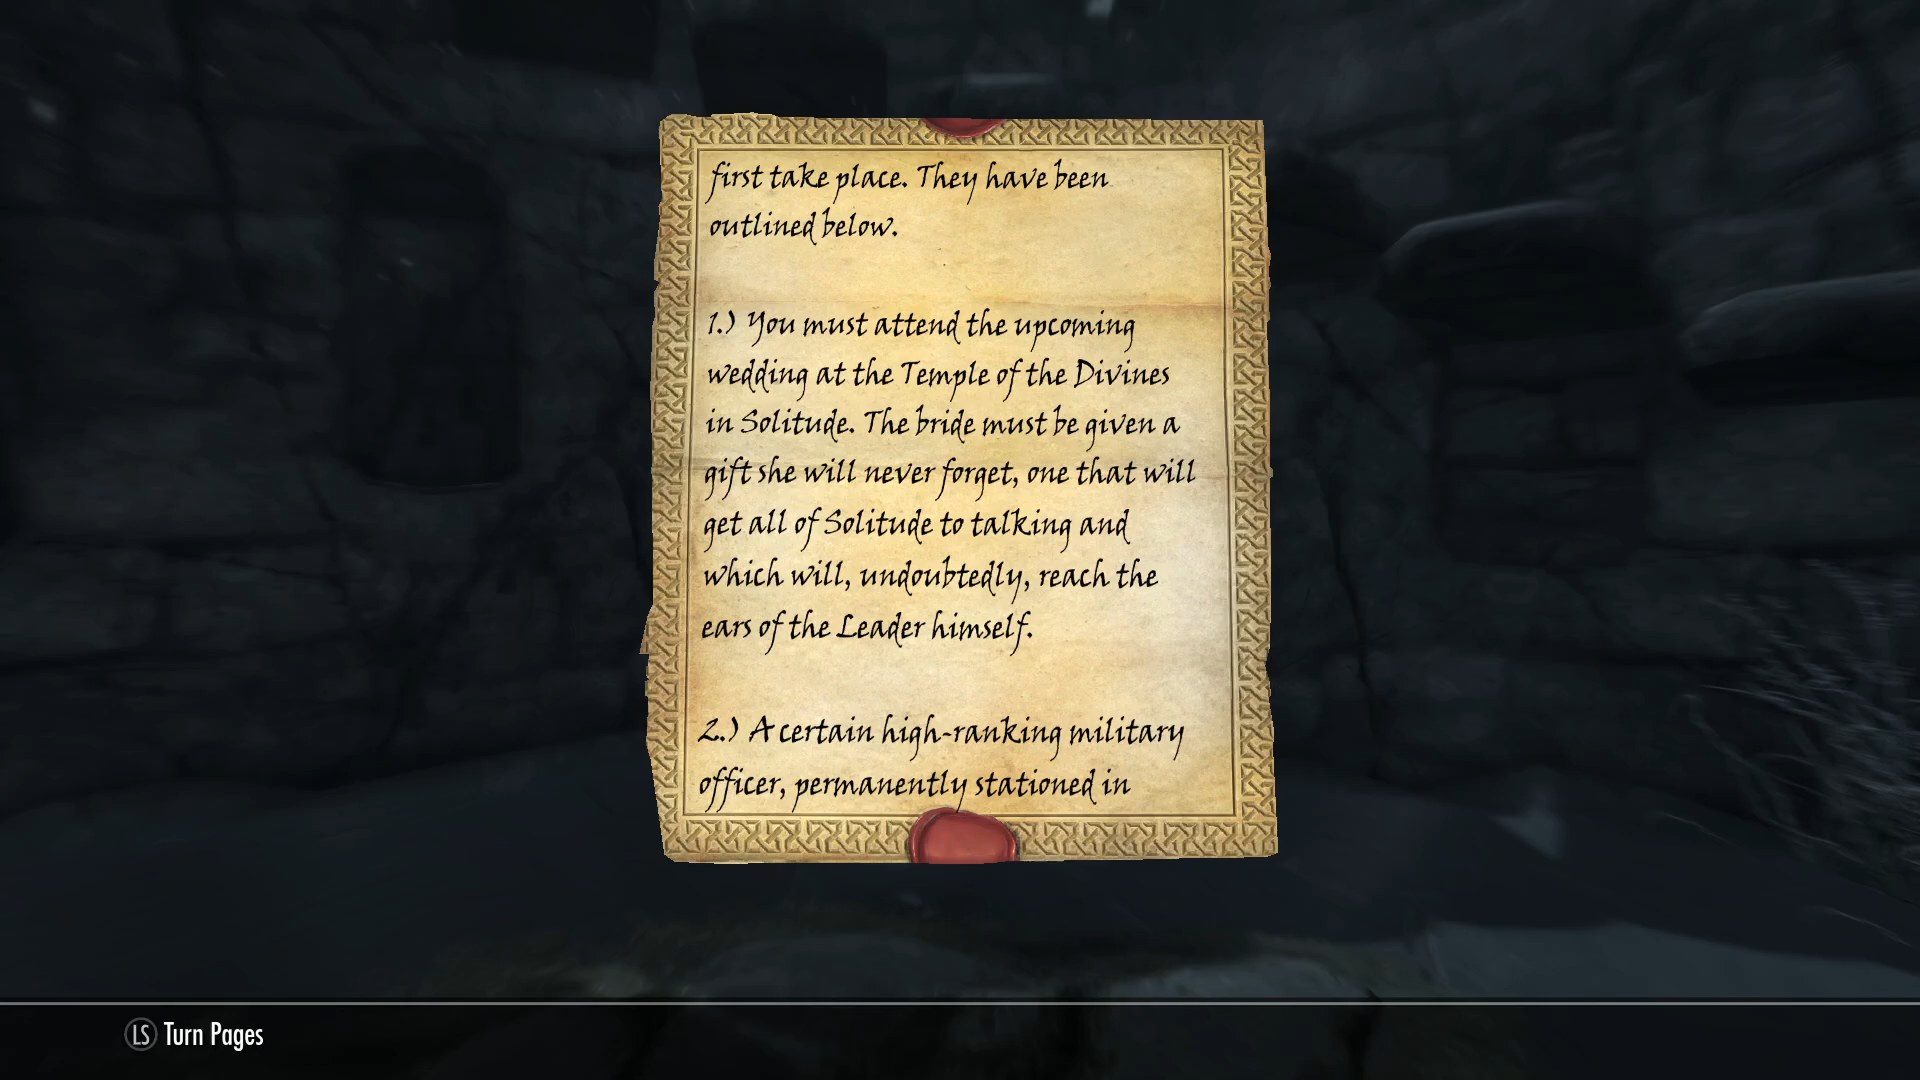 first take place. They have been
outlined below.
1.) You must attend the upcoming
wedding at the Temple of the Divines
in Solitude. The bride must be given a
gift she will never forget, one that will
get all of Solitude to talking and
which will, undoubtedly, reach the
ears of the Leader himself.
2.) A certain high-ranking military
officer, permanently stationed in
LS Turn Pages